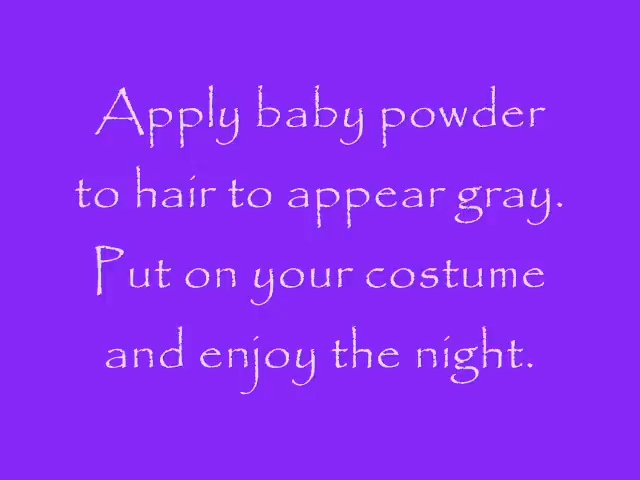 Apply baby powder
to hair to appear gray.
Put on your costume
and enjoy the night.